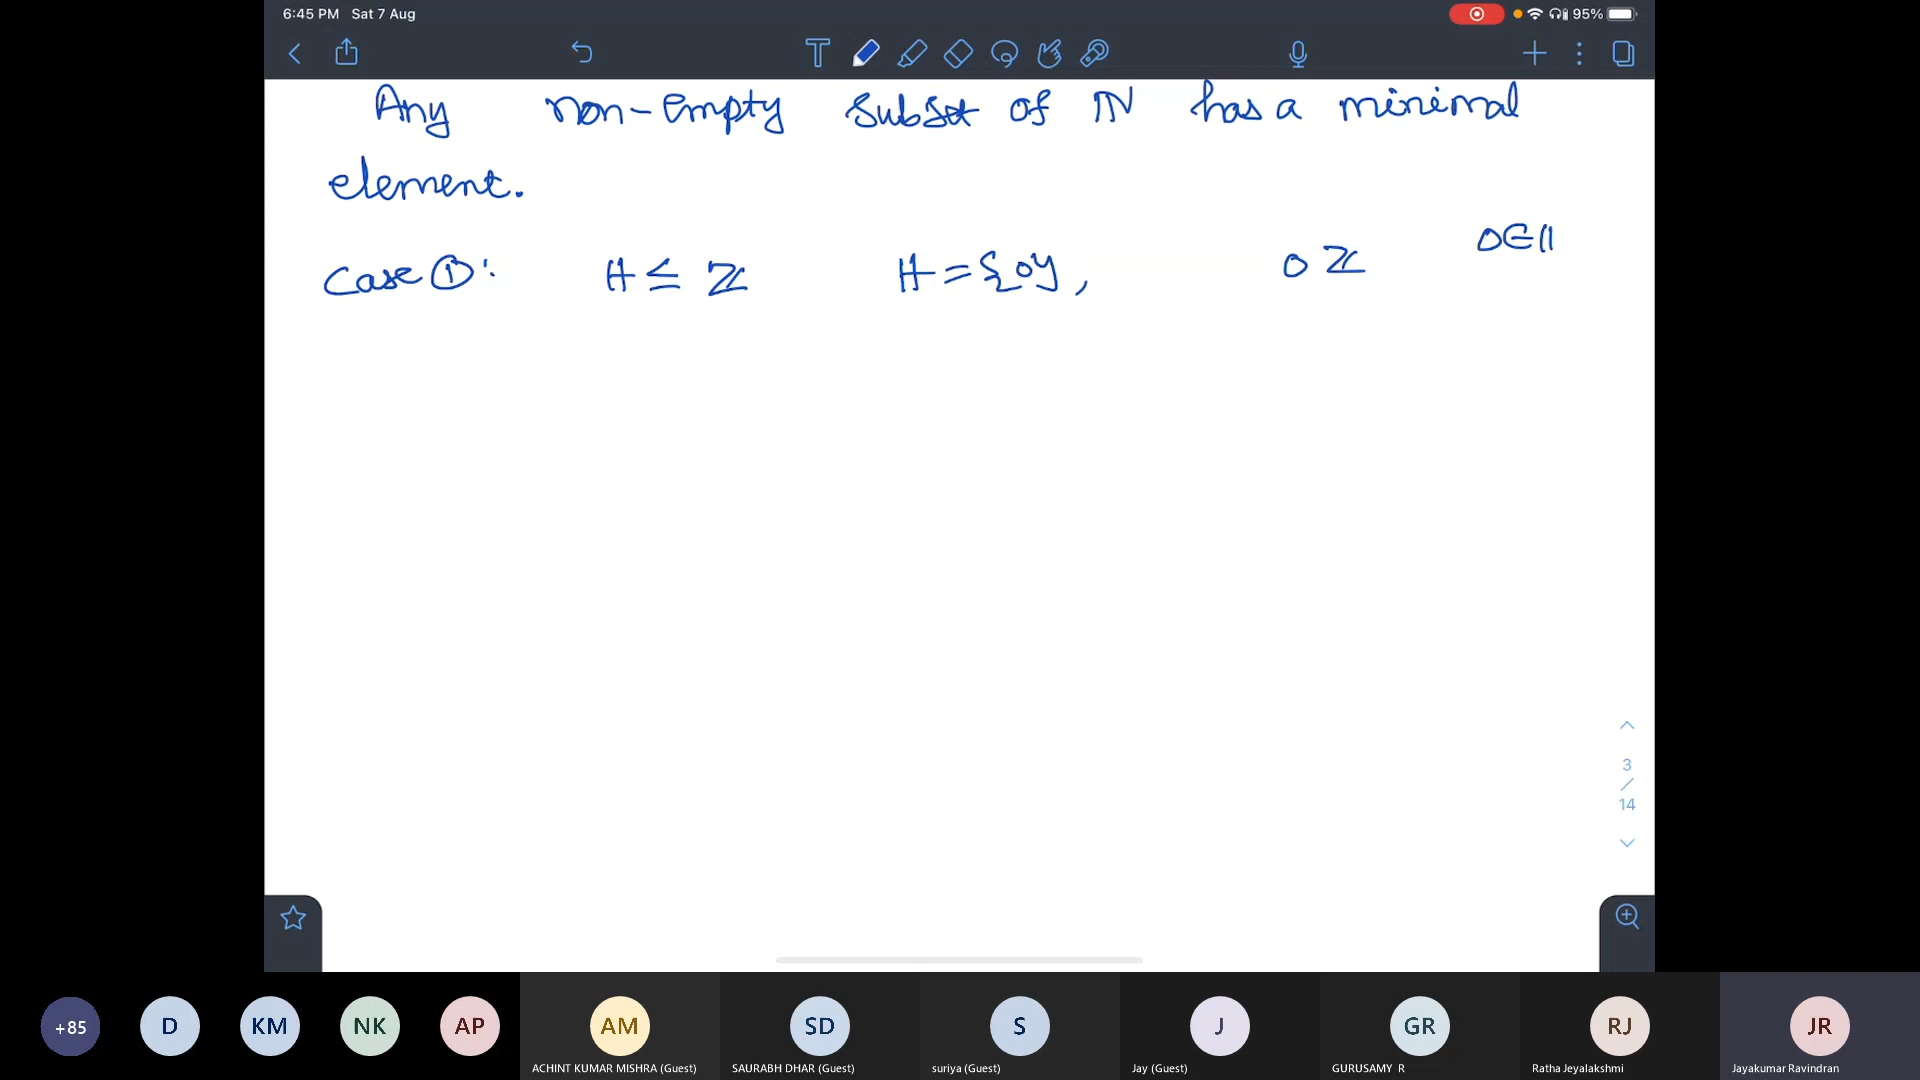 6:45 PM Sat 7 Aug
95%
T
Any non-empty subset of ℕ has a minimal
element.
Case ①: H ≤ ℤ H = {0}, 0 ℤ
3
/
14
+85 D KM NK AP AM SD S J GR RJ JR
ACHINT KUMAR MISHRA (Guest) SAURABH DHAR (Guest) suriya (Guest) Jay (Guest) GURUSAMY R Ratha Jeyalakshmi Jayakumar Ravindran